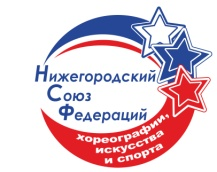 Нижегородский
Союз
Федераций
хореографии,
искусства
и спорта